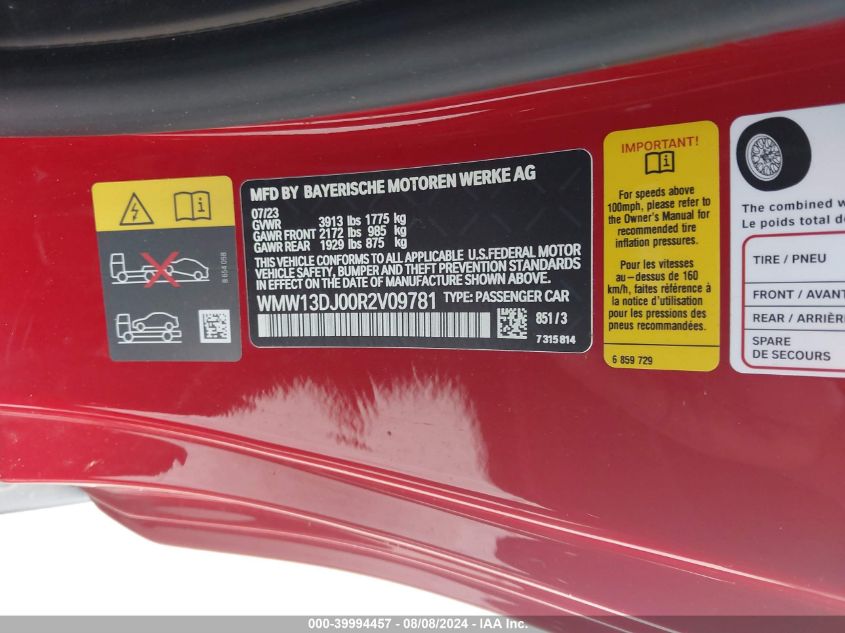 8 654 098
MFD BY BAYERISCHE MOTOREN WERKE AG
07/23
GVWR 3913 lbs 1775 kg
GAWR FRONT 2172 lbs 985 kg
GAWR REAR 1929 lbs 875 kg
THIS VEHICLE CONFORMS TO ALL APPLICABLE U.S.FEDERAL MOTOR
VEHICLE SAFETY, BUMPER AND THEFT PREVENTION STANDARDS
IN EFFECT ON THE DATE OF MANUFACTURE SHOWN ABOVE.
WMW13DJ00R2V09781 TYPE: PASSENGER CAR
851/3
7 315 814
IMPORTANT!
For speeds above
100mph, please refer to
the Owner's Manual for
recommended tire
inflation pressures.
Pour les vitesses
au-dessus de 160
km/h, faites référence
à la notice d'utilisation
pour les pressions des
pneus recommandées.
6 859 729
The combined w
Le poids total d
TIRE / PNEU
FRONT / AVANT
REAR / ARRIÈR
SPARE
DE SECOURS
000-39994457 - 08/08/2024 - IAA Inc.